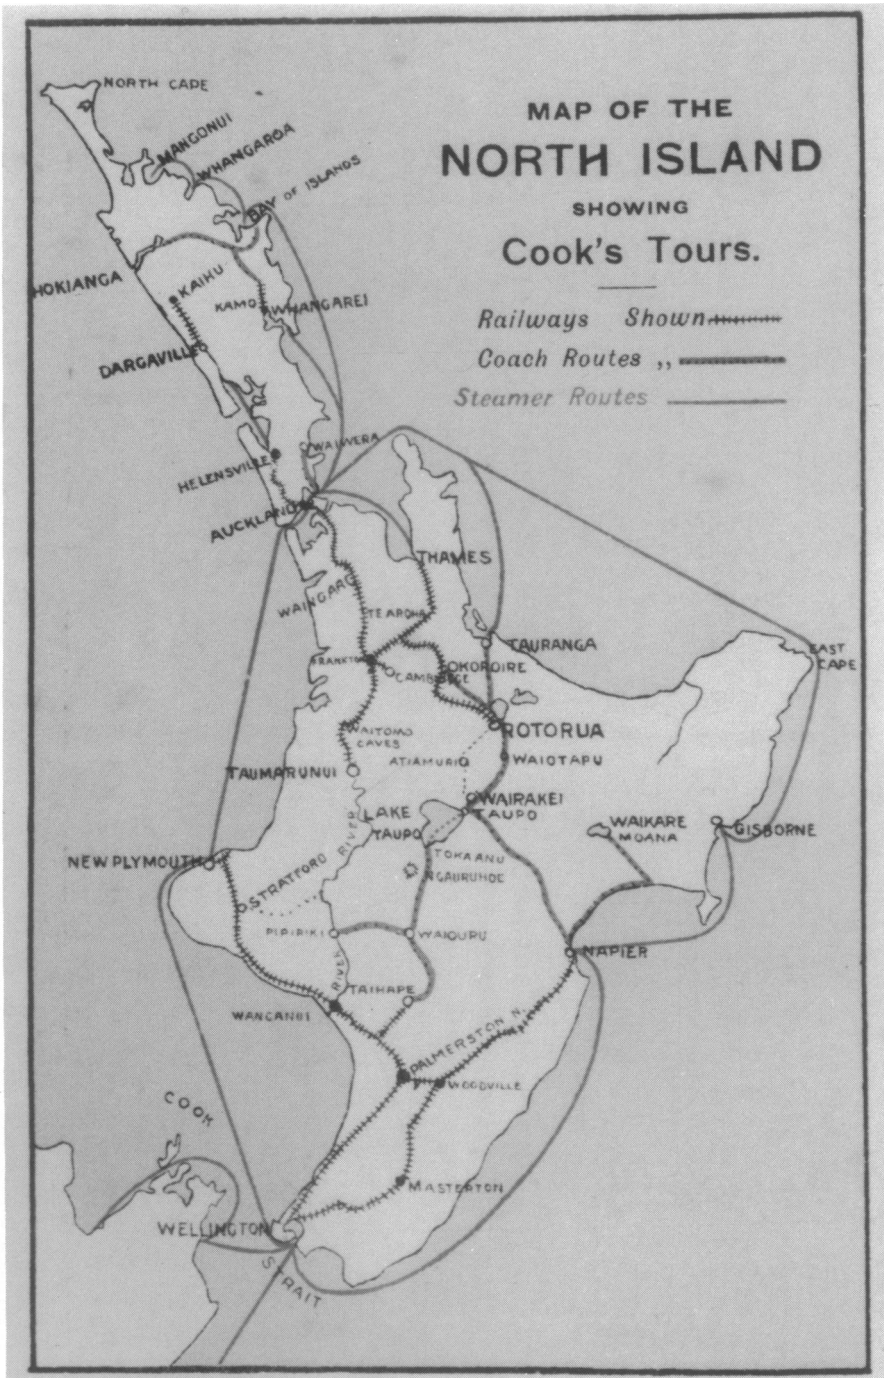 MAP OF THE
NORTH ISLAND
SHOWING
Cook's Tours.
Railways Shown
Coach Routes ,,
Steamer Routes
NORTH CAPE
MANGONUI
WHANGAROA
BAY OF ISLANDS
HOKIANGA
KAIHU
KAMO
WHANGAREI
DARGAVILLE
WAIWERA
HELENSVILLE
AUCKLAND
THAMES
WAINGARO
TE AROHA
TAURANGA
EAST
CAPE
FRANKTON
OKOROIRE
CAMBRIDGE
ROTORUA
WAITOMO
CAVES
ATIAMURI
WAIOTAPU
TAUMARUNUI
WAIRAKEI
TAUPO
LAKE
TAUPO
RIVER
WAIKARE
MOANA
GISBORNE
NEW PLYMOUTH
STRATFORD
TOKAANU
NGAURUHOE
PIPIRIKI
WAIOURU
NAPIER
RIVER
TAIHAPE
WANGANUI
PALMERSTON N.
WOODVILLE
COOK
MASTERTON
WELLINGTON
STRAIT